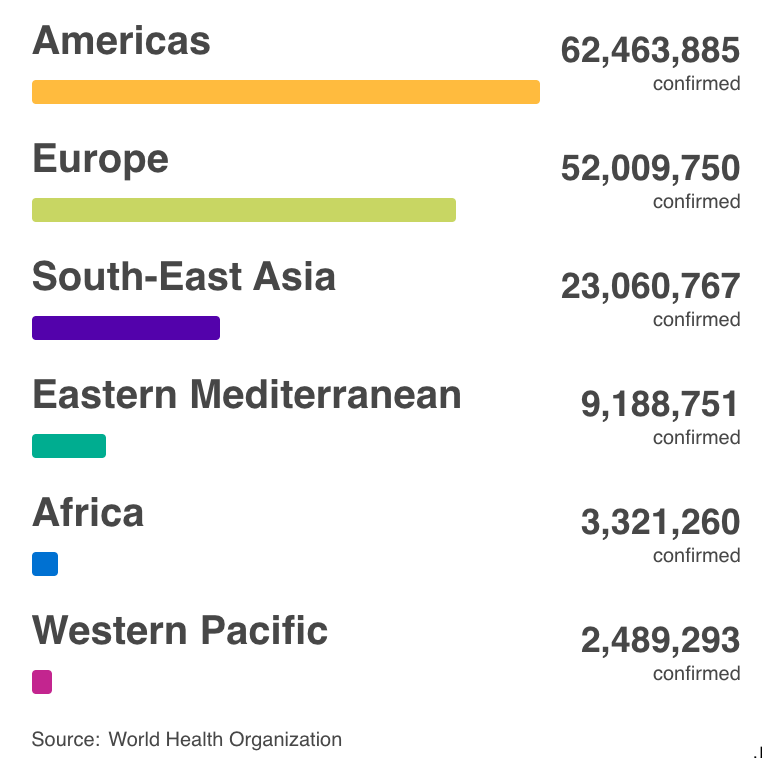 Americas
62,463,885
confirmed
Europe
52,009,750
confirmed
South-East Asia
23,060,767
confirmed
Eastern Mediterranean
9,188,751
confirmed
Africa
3,321,260
confirmed
Western Pacific
2,489,293
confirmed
Source: World Health Organization